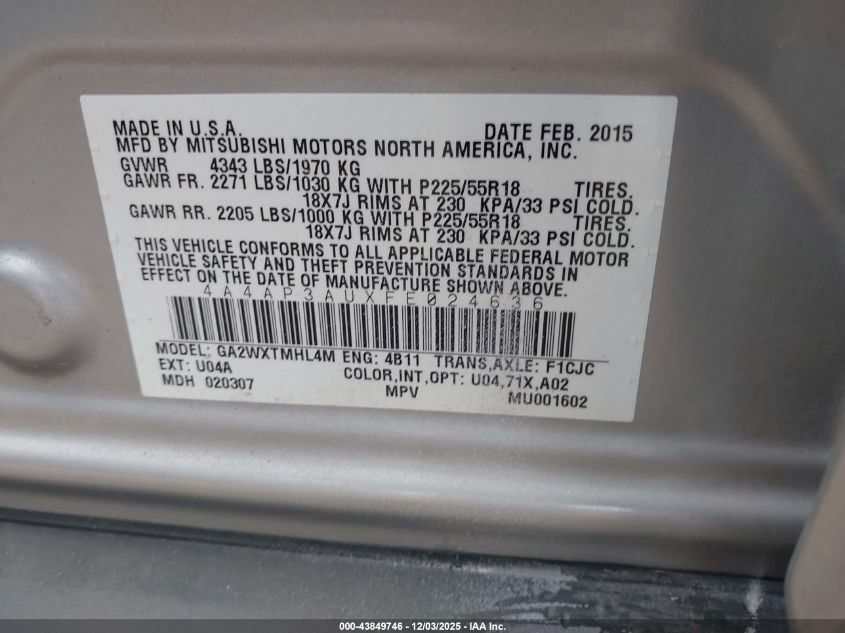 MADE IN U.S.A. DATE FEB. 2015
MFD BY MITSUBISHI MOTORS NORTH AMERICA, INC.
GVWR 4343 LBS/1970 KG
GAWR FR. 2271 LBS/1030 KG WITH P225/55R18 TIRES.
18X7J RIMS AT 230 KPA/33 PSI COLD.
GAWR RR. 2205 LBS/1000 KG WITH P225/55R18 TIRES.
18X7J RIMS AT 230 KPA/33 PSI COLD.
THIS VEHICLE CONFORMS TO ALL APPLICABLE FEDERAL MOTOR
VEHICLE SAFETY AND THEFT PREVENTION STANDARDS IN
EFFECT ON THE DATE OF MANUFACTURE SHOWN ABOVE.
4A4AP3AUXFE024636
MODEL: GA2WXTMHL4M ENG: 4B11 TRANS,AXLE: F1CJC
EXT: U04A COLOR,INT,OPT: U04,71X,A02
MDH 020307 MPV MU001602
000-43849746 - 12/03/2025 - IAA Inc.